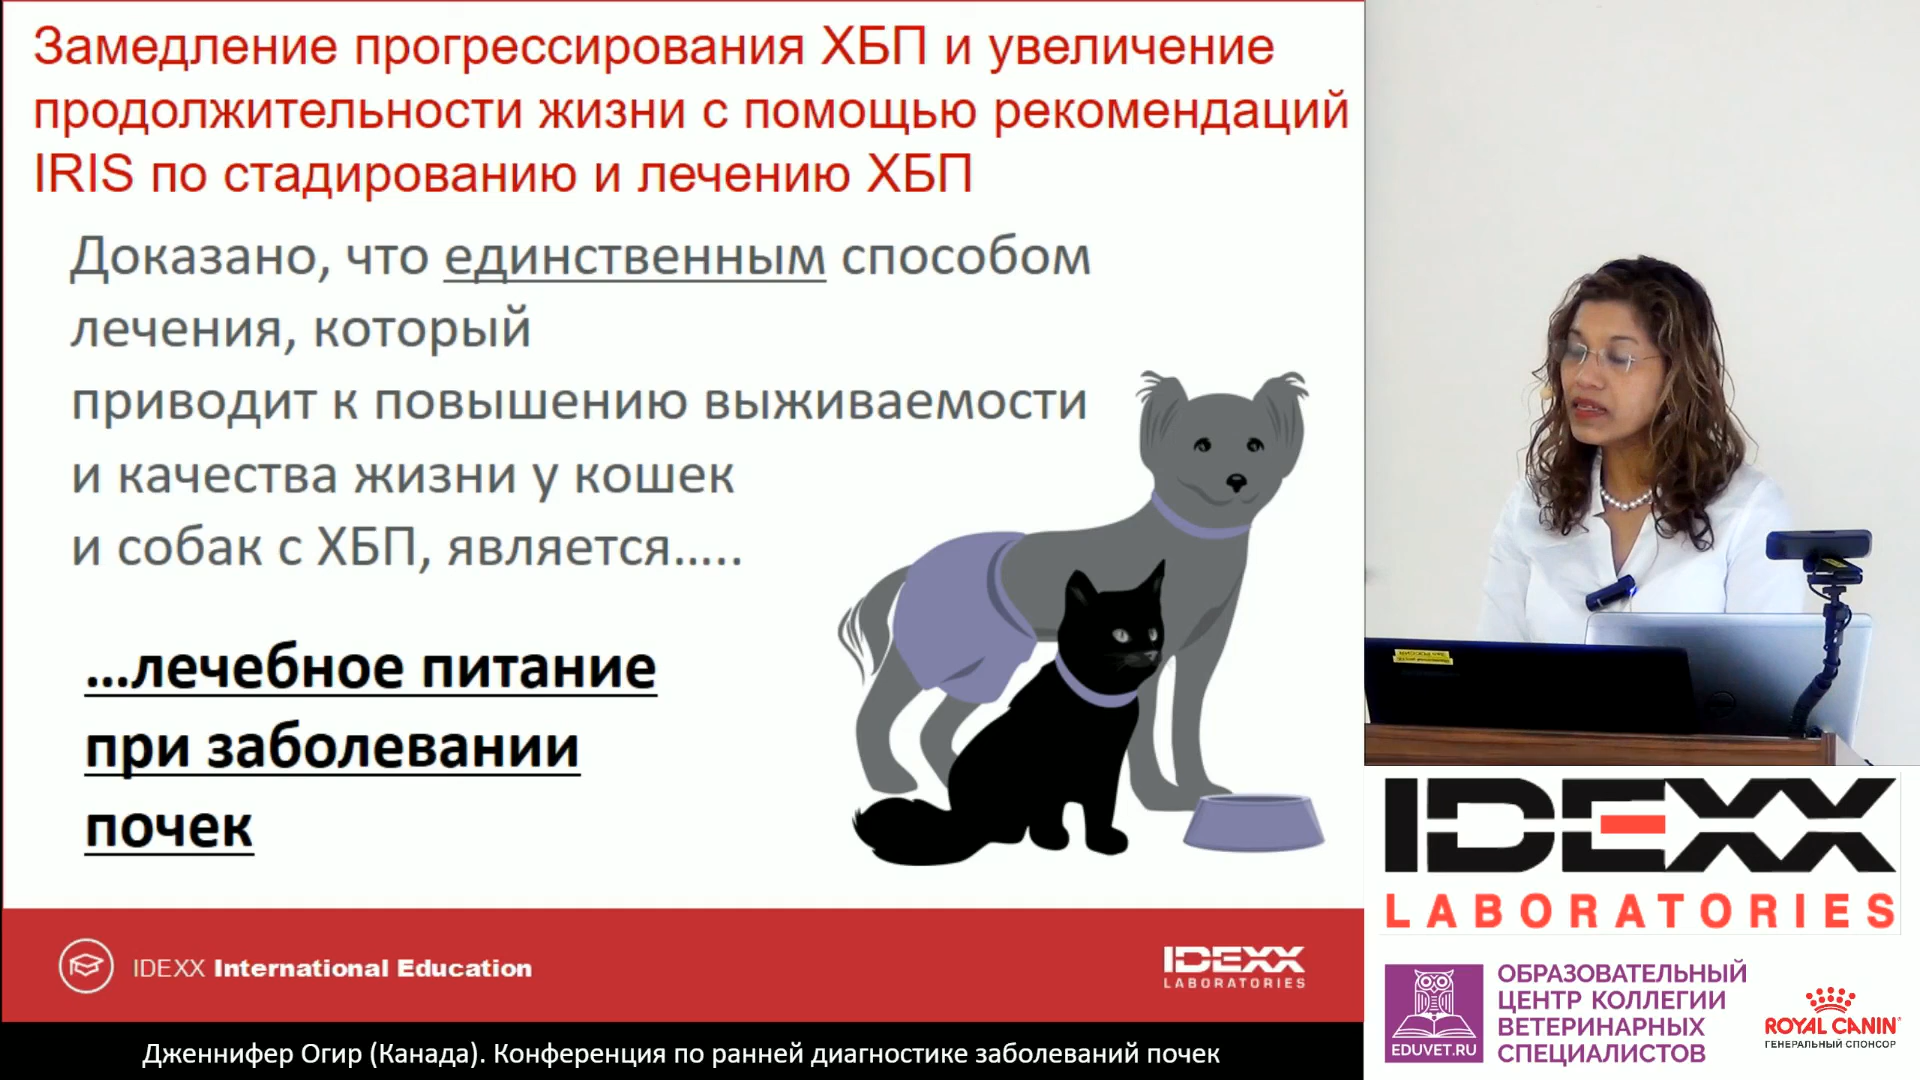 Замедление прогрессирования ХБП и увеличение
продолжительности жизни с помощью рекомендаций
IRIS по стадированию и лечению ХБП
Доказано, что единственным способом
лечения, который
приводит к повышению выживаемости
и качества жизни у кошек
и собак с ХБП, является.....
...лечебное питание
при заболевании
почек
IDEXX International Education
IDEXX
LABORATORIES
Дженнифер Огир (Канада). Конференция по ранней диагностике заболеваний почек
IDEXX
LABORATORIES
EDUVET.RU
ОБРАЗОВАТЕЛЬНЫЙ
ЦЕНТР КОЛЛЕГИИ
ВЕТЕРИНАРНЫХ
СПЕЦИАЛИСТОВ
ROYAL CANIN
ГЕНЕРАЛЬНЫЙ СПОНСОР